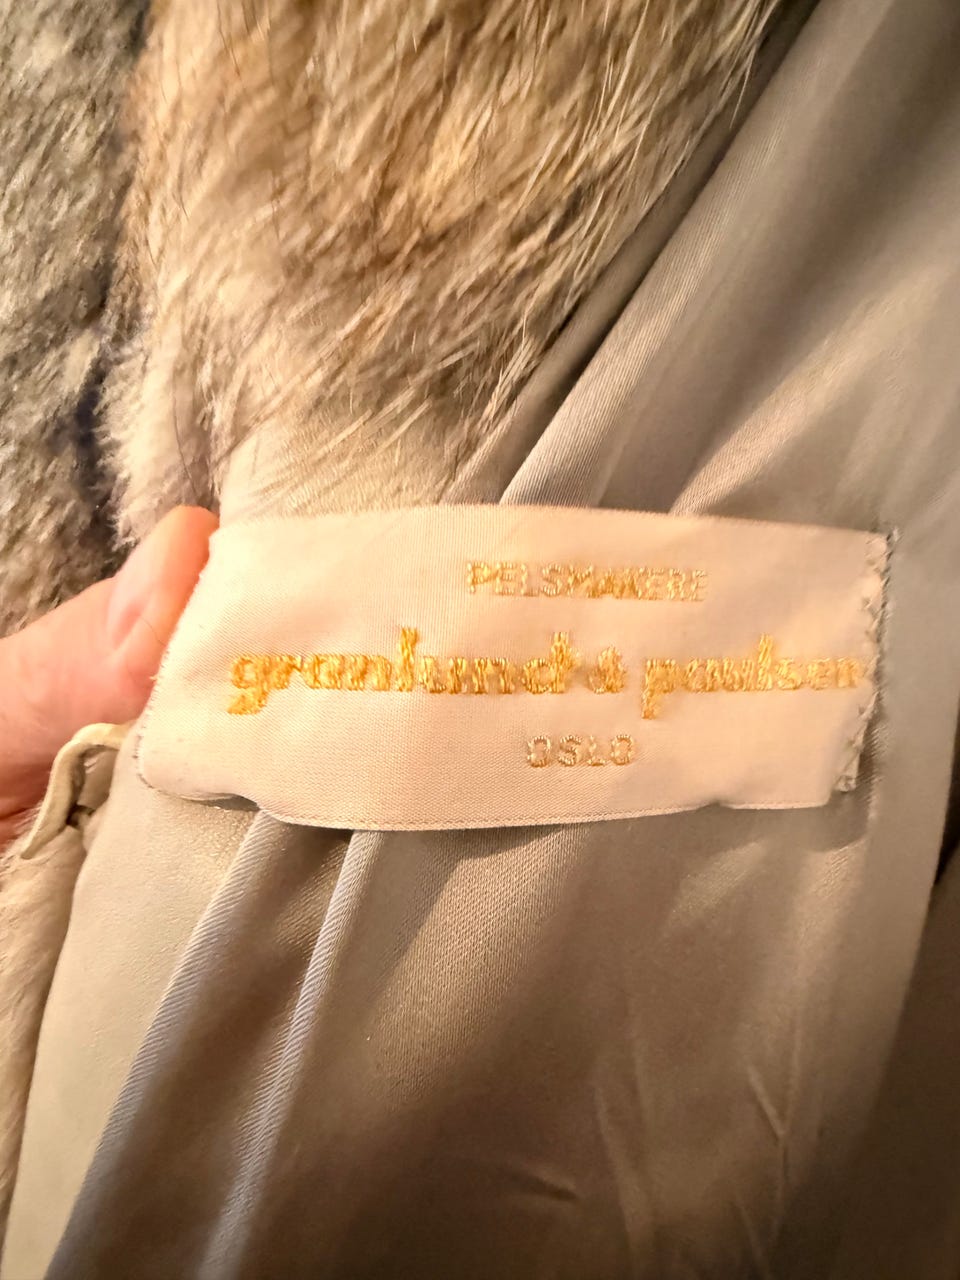 PELSMAKERE
granlund & paulsen
OSLO